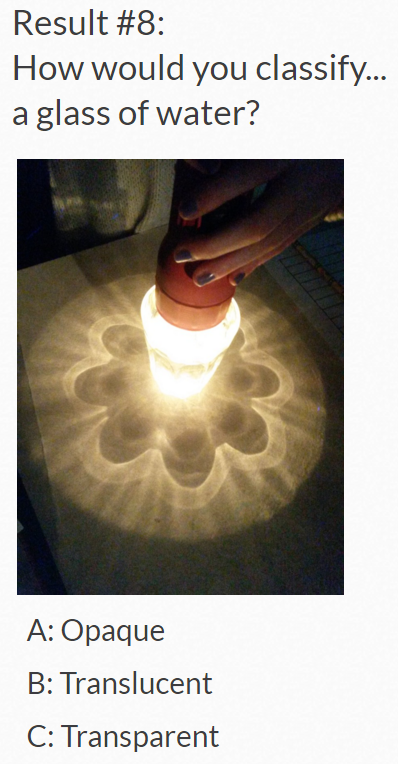 Result #8:
How would you classify...
a glass of water?
A: Opaque
B: Translucent
C: Transparent